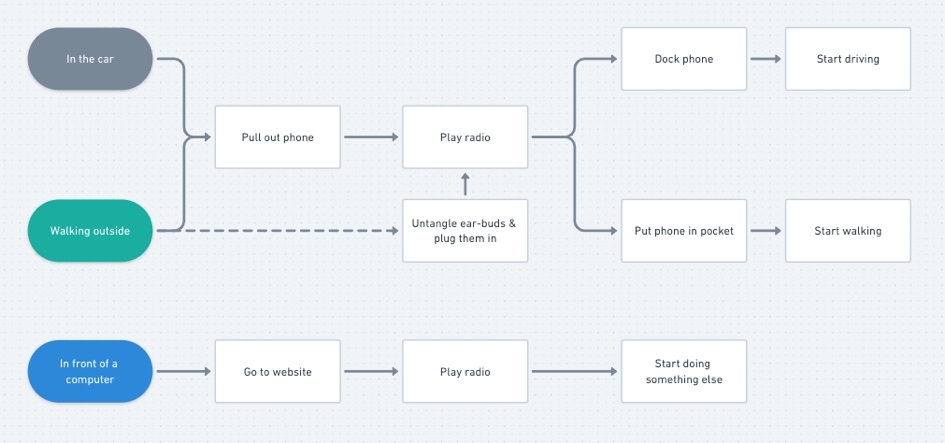 In the car
Dock phone
Start driving
Pull out phone
Play radio
Walking outside
Untangle ear-buds &
plug them in
Put phone in pocket
Start walking
In front of a
computer
Go to website
Play radio
Start doing
something else